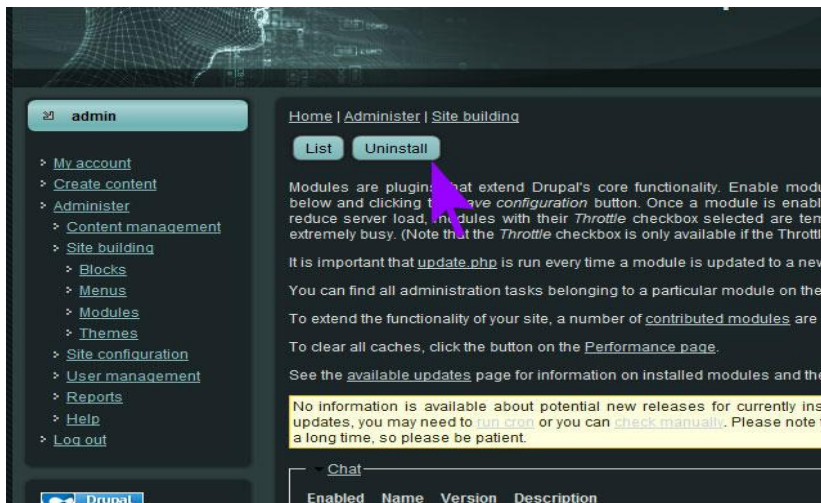 admin
My account
Create content
Administer
Content management
Site building
Blocks
Menus
Modules
Themes
Site configuration
User management
Reports
Help
Log out
Drupal
Home | Administer | Site building
List Uninstall
Modules are plugins that extend Drupal's core functionality. Enable modu
below and clicking save configuration button. Once a module is enabl
reduce server load, modules with their Throttle checkbox selected are tem
extremely busy. (Note that the Throttle checkbox is only available if the Throttl
It is important that update.php is run every time a module is updated to a new
You can find all administration tasks belonging to a particular module on the
To extend the functionality of your site, a number of contributed modules are
To clear all caches, click the button on the Performance page.
See the available updates page for information on installed modules and the
No information is available about potential new releases for currently ins
updates, you may need to run cron or you can check manually. Please note
a long time, so please be patient.
Chat
Enabled Name Version Description